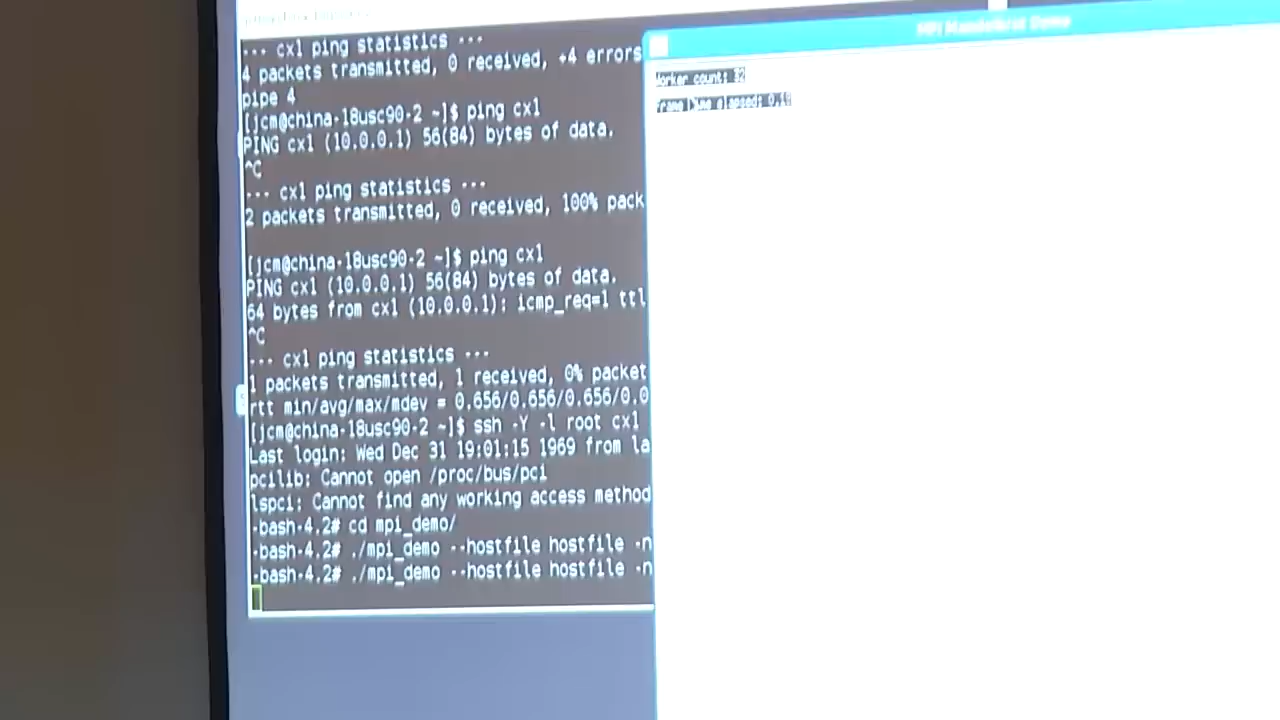 --- cx1 ping statistics ---
4 packets transmitted, 0 received, +4 errors
pipe 4
[jcm@china-18usc90-2 ~]$ ping cx1
PING cx1 (10.0.0.1) 56(84) bytes of data.
^C
--- cx1 ping statistics ---
2 packets transmitted, 0 received, 100% pack
[jcm@china-18usc90-2 ~]$ ping cx1
PING cx1 (10.0.0.1) 56(84) bytes of data.
64 bytes from cx1 (10.0.0.1): icmp_req=1 ttl
^C
--- cx1 ping statistics ---
1 packets transmitted, 1 received, 0% packet
rtt min/avg/max/mdev = 0.656/0.656/0.656/0.0
[jcm@china-18usc90-2 ~]$ ssh -Y -l root cx1
Last login: Wed Dec 31 19:01:15 1969 from la
pcilib: Cannot open /proc/bus/pci
lspci: Cannot find any working access method
-bash-4.2# cd mpi_demo/
-bash-4.2# ./mpi_demo --hostfile hostfile -n
-bash-4.2# ./mpi_demo --hostfile hostfile -n
MPI Mandelbrot Demo
Worker count: 32
Frame time elapsed: